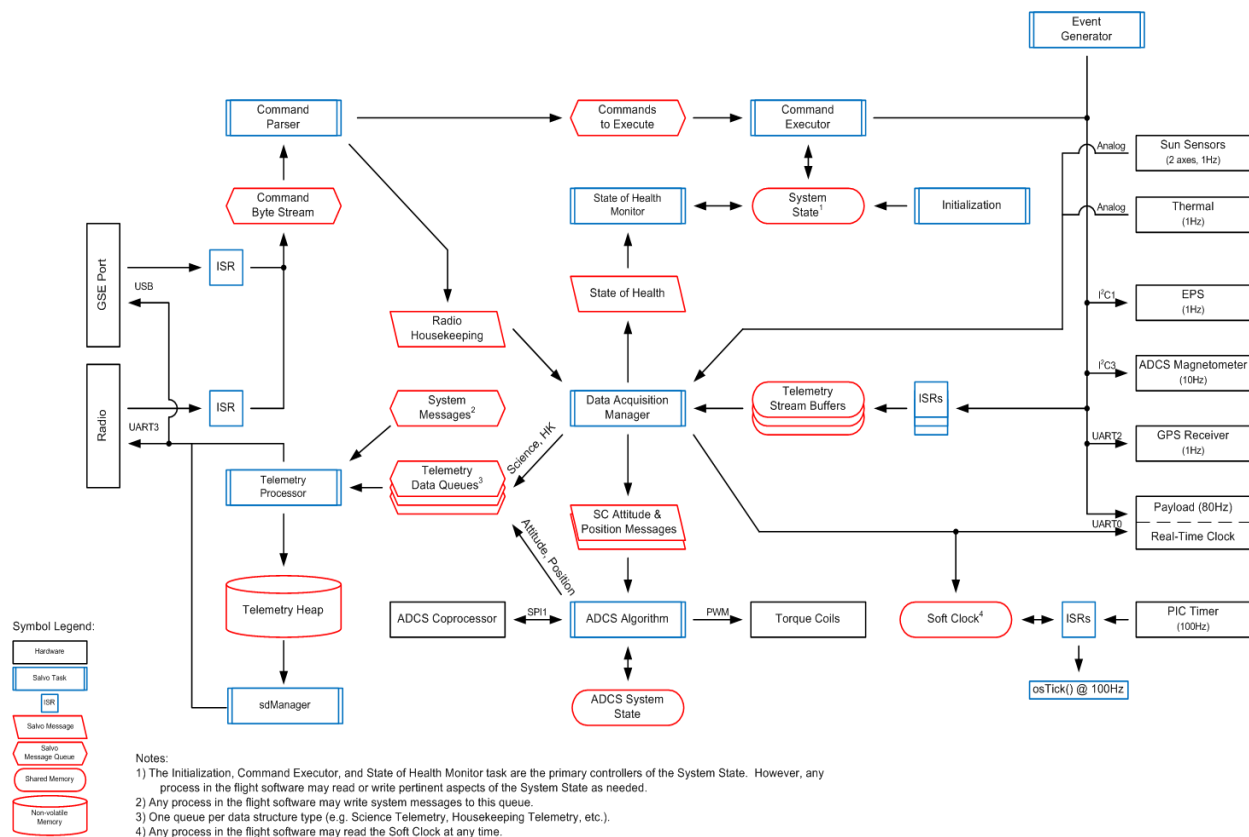 Event
Generator
Command
Parser
Commands
to Execute
Command
Executor
Analog
Sun Sensors
(2 axes, 1Hz)
Command
Byte Stream
State of Health
Monitor
System
State¹
Initialization
Analog
Thermal
(1Hz)
GSE Port
ISR
USB
State of Health
I²C1
EPS
(1Hz)
Radio
Housekeeping
I²C3
ADCS Magnetometer
(10Hz)
Radio
ISR
UART3
System
Messages²
Data Acquisition
Manager
Telemetry
Stream Buffers
ISRs
UART2
GPS Receiver
(1Hz)
Science, HK
Telemetry
Processor
Telemetry
Data Queues³
SC Attitude &
Position Messages
Payload (80Hz)
UART0
Real-Time Clock
Attitude, Position
Telemetry Heap
ADCS Coprocessor
SPI1
ADCS Algorithm
PWM
Torque Coils
Soft Clock⁴
ISRs
PIC Timer
(100Hz)
osTick() @ 100Hz
sdManager
ADCS System
State
Symbol Legend:
Hardware
Salvo Task
ISR
Salvo Message
Salvo
Message Queue
Shared Memory
Non-volatile
Memory
Notes:
1) The Initialization, Command Executor, and State of Health Monitor task are the primary controllers of the System State. However, any
process in the flight software may read or write pertinent aspects of the System State as needed.
2) Any process in the flight software may write system messages to this queue.
3) One queue per data structure type (e.g. Science Telemetry, Housekeeping Telemetry, etc.).
4) Any process in the flight software may read the Soft Clock at any time.